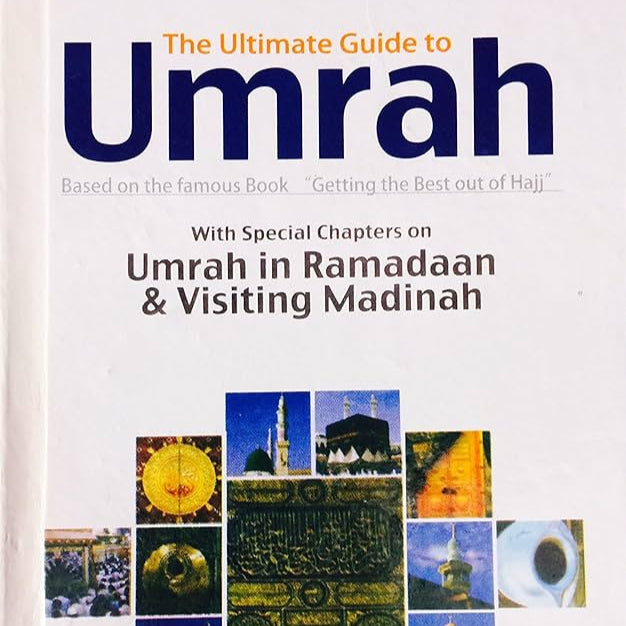 The Ultimate Guide to
Umrah
Based on the famous Book "Getting the Best out of Hajj"
With Special Chapters on
Umrah in Ramadaan
& Visiting Madinah